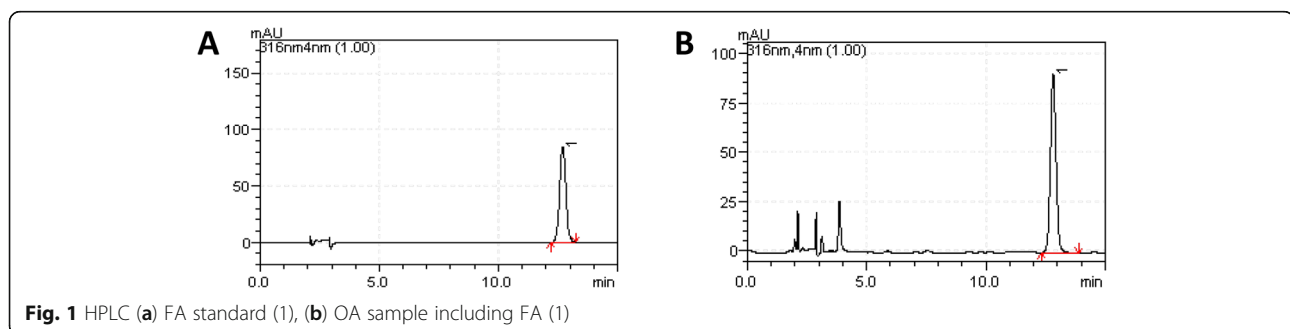 A
mAU
316nm4nm (1.00)
150
100
50
0
1
0.0 5.0 10.0 min
B
mAU
316nm,4nm (1.00)
100
75
50
25
0
1
0.0 5.0 10.0 min
Fig. 1 HPLC (a) FA standard (1), (b) OA sample including FA (1)